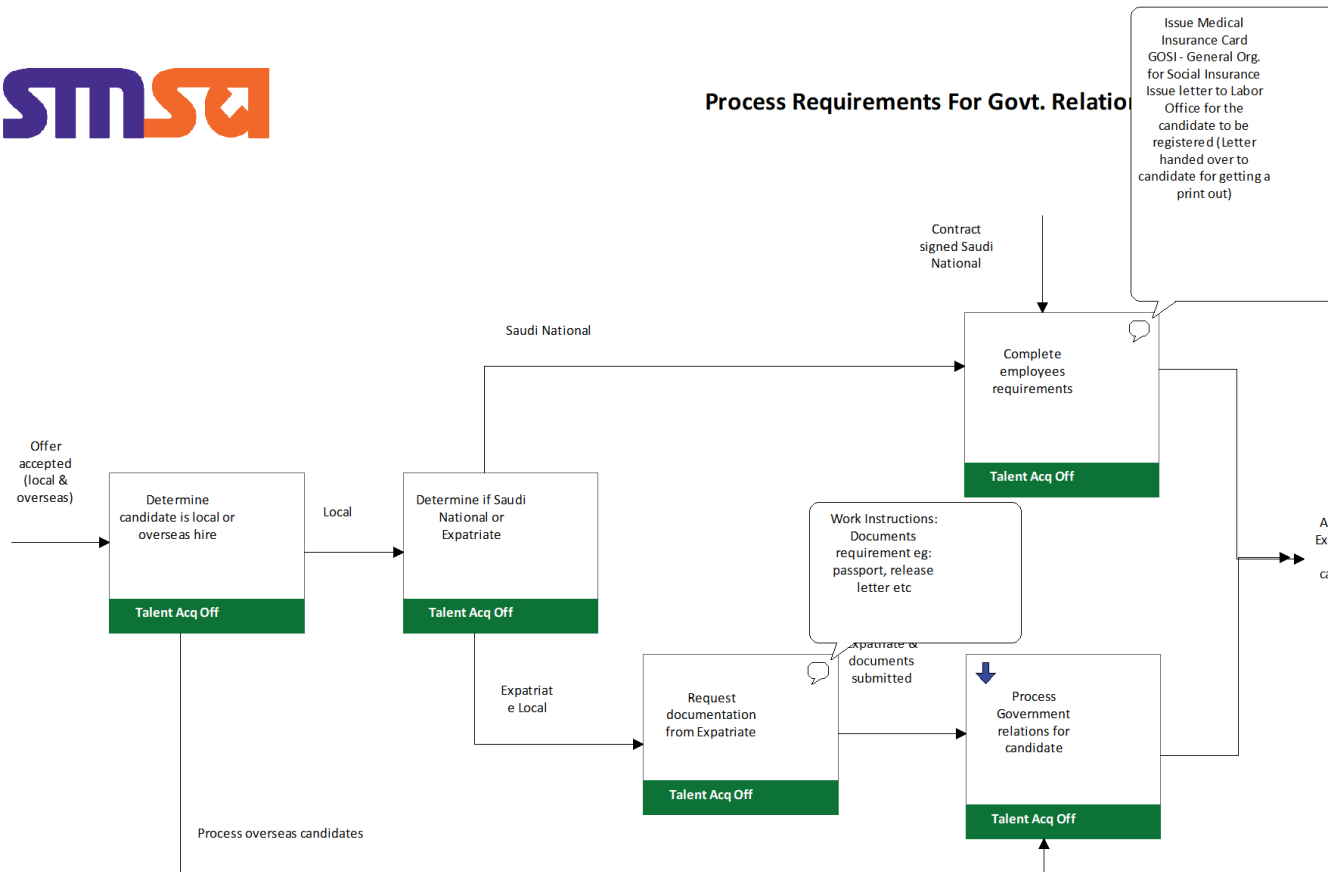 smsa
Process Requirements For Govt. Relation
Issue Medical
Insurance Card
GOSI - General Org.
for Social Insurance
Issue letter to Labor
Office for the
candidate to be
registered (Letter
handed over to
candidate for getting a
print out)
Contract
signed Saudi
National
Saudi National
Complete
employees
requirements
Talent Acq Off
Offer
accepted
(local &
overseas)
Determine
candidate is local or
overseas hire
Talent Acq Off
Local
Determine if Saudi
National or
Expatriate
Talent Acq Off
Work Instructions:
Documents
requirement eg:
passport, release
letter etc
A
Ex
ca
Expatriat
e Local
Request
documentation
from Expatriate
Talent Acq Off
Expatriate &
documents
submitted
Process
Government
relations for
candidate
Talent Acq Off
Process overseas candidates